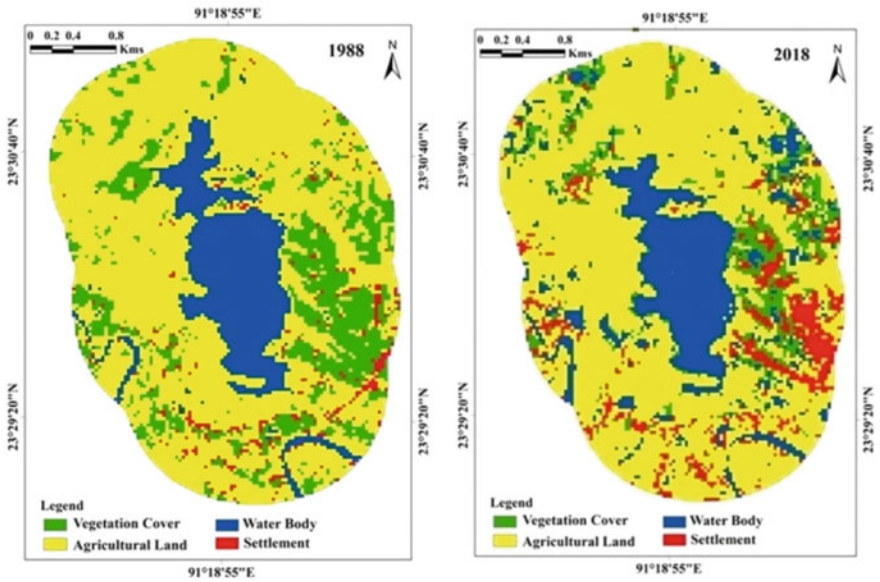 91°18'55"E
0 0.2 0.4 0.8
Kms
1988
N
23°30'40"N
23°30'40"N
23°29'20"N
23°29'20"N
Legend
Vegetation Cover
Water Body
Agricultural Land
Settlement
91°18'55"E
91°18'55"E
0 0.2 0.4 0.8
Kms
2018
N
23°30'40"N
23°30'40"N
23°29'20"N
23°29'20"N
Legend
Vegetation Cover
Water Body
Agricultural Land
Settlement
91°18'55"E